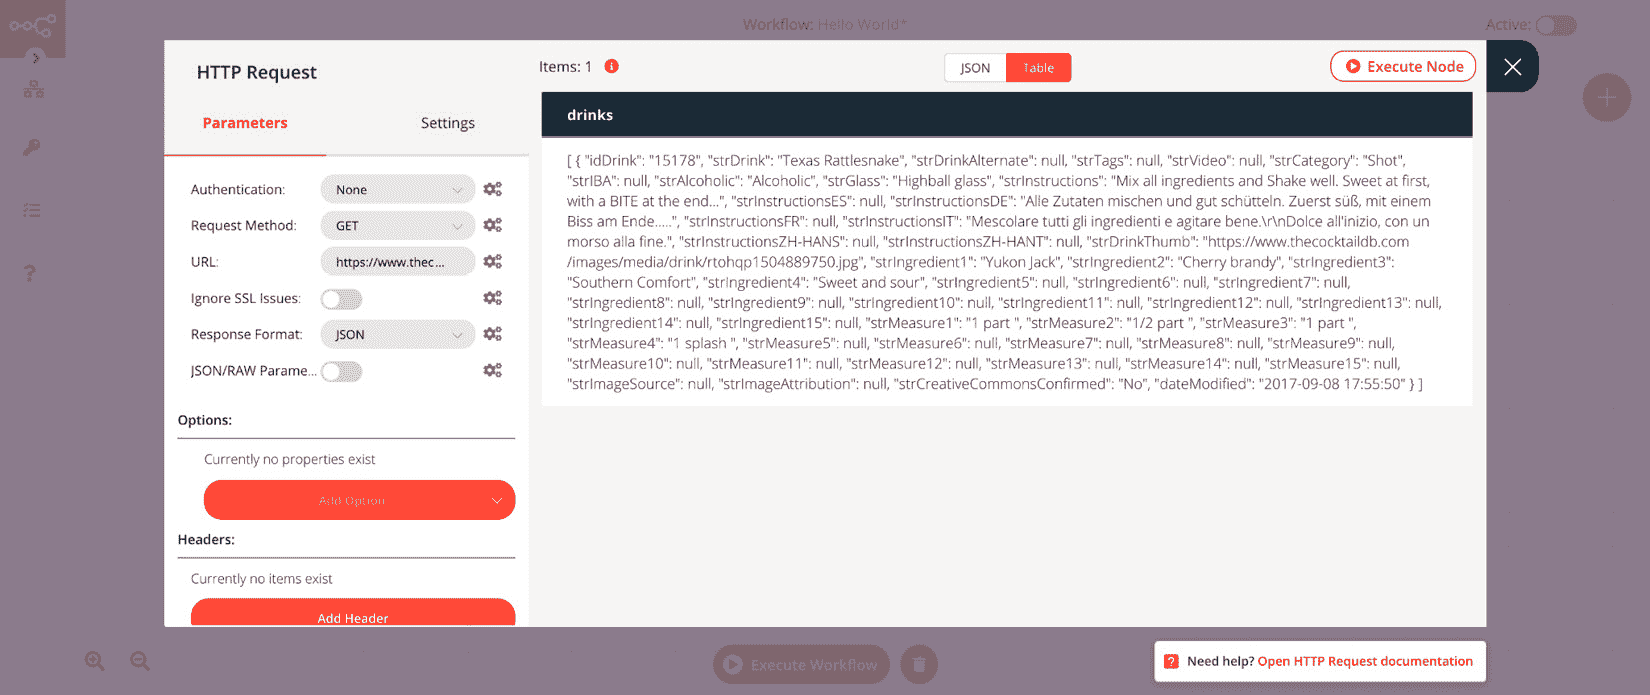 Workflow: Hello World*
Active:
HTTP Request
Parameters
Settings
Authentication:
None
Request Method:
GET
URL:
https://www.thec...
Ignore SSL Issues:
Response Format:
JSON
JSON/RAW Parame...
Options:
Currently no properties exist
Add Option
Headers:
Currently no items exist
Add Header
Items: 1
JSON
Table
Execute Node
drinks
[ { "idDrink": "15178", "strDrink": "Texas Rattlesnake", "strDrinkAlternate": null, "strTags": null, "strVideo": null, "strCategory": "Shot",
"strIBA": null, "strAlcoholic": "Alcoholic", "strGlass": "Highball glass", "strInstructions": "Mix all ingredients and Shake well. Sweet at first,
with a BITE at the end...", "strInstructionsES": null, "strInstructionsDE": "Alle Zutaten mischen und gut schütteln. Zuerst süß, mit einem
Biss am Ende.....", "strInstructionsFR": null, "strInstructionsIT": "Mescolare tutti gli ingredienti e agitare bene.\r\nDolce all'inizio, con un
morso alla fine.", "strInstructionsZH-HANS": null, "strInstructionsZH-HANT": null, "strDrinkThumb": "https://www.thecocktaildb.com
/images/media/drink/rtohqp1504889750.jpg", "strIngredient1": "Yukon Jack", "strIngredient2": "Cherry brandy", "strIngredient3":
"Southern Comfort", "strIngredient4": "Sweet and sour", "strIngredient5": null, "strIngredient6": null, "strIngredient7": null,
"strIngredient8": null, "strIngredient9": null, "strIngredient10": null, "strIngredient11": null, "strIngredient12": null, "strIngredient13": null,
"strIngredient14": null, "strIngredient15": null, "strMeasure1": "1 part ", "strMeasure2": "1/2 part ", "strMeasure3": "1 part ",
"strMeasure4": "1 splash ", "strMeasure5": null, "strMeasure6": null, "strMeasure7": null, "strMeasure8": null, "strMeasure9": null,
"strMeasure10": null, "strMeasure11": null, "strMeasure12": null, "strMeasure13": null, "strMeasure14": null, "strMeasure15": null,
"strImageSource": null, "strImageAttribution": null, "strCreativeCommonsConfirmed": "No", "dateModified": "2017-09-08 17:55:50" } ]
Execute Workflow
Need help? Open HTTP Request documentation